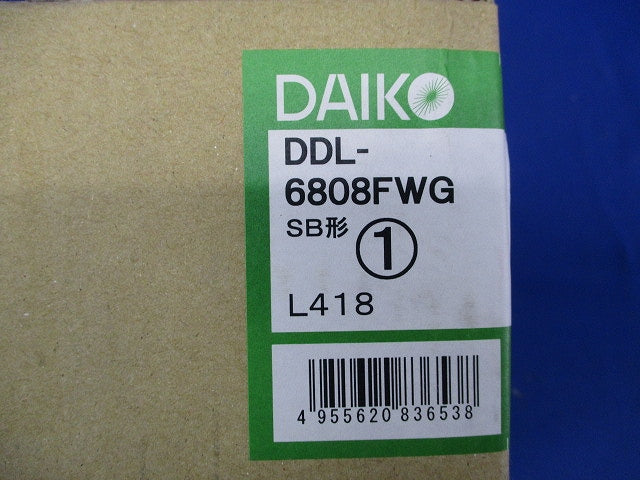 DAIKO
DDL-
6808FWG
SB形 ①
L418
4 955620 836538